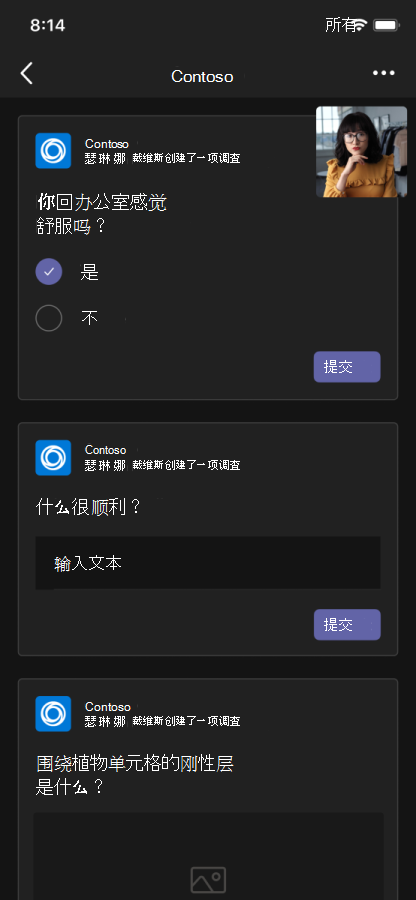 8:14
所有
Contoso
Contoso
瑟琳娜 戴维斯创建了一项调查
你回办公室感觉
舒服吗？
是
不
提交
Contoso
瑟琳娜 戴维斯创建了一项调查
什么很顺利？
输入文本
提交
Contoso
瑟琳娜 戴维斯创建了一项调查
围绕植物单元格的刚性层
是什么？